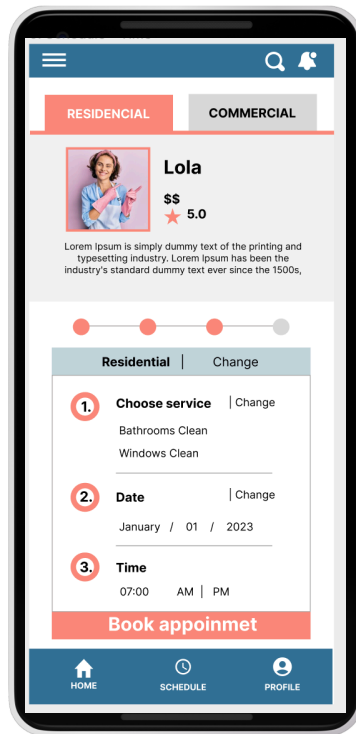 RESIDENCIAL COMMERCIAL
Lola
$$
5.0
Lorem Ipsum is simply dummy text of the printing and
typesetting industry. Lorem Ipsum has been the
industry's standard dummy text ever since the 1500s,
Residential | Change
1. Choose service | Change
Bathrooms Clean
Windows Clean
2. Date | Change
January / 01 / 2023
3. Time
07:00 AM | PM
Book appoinmet
HOME SCHEDULE PROFILE